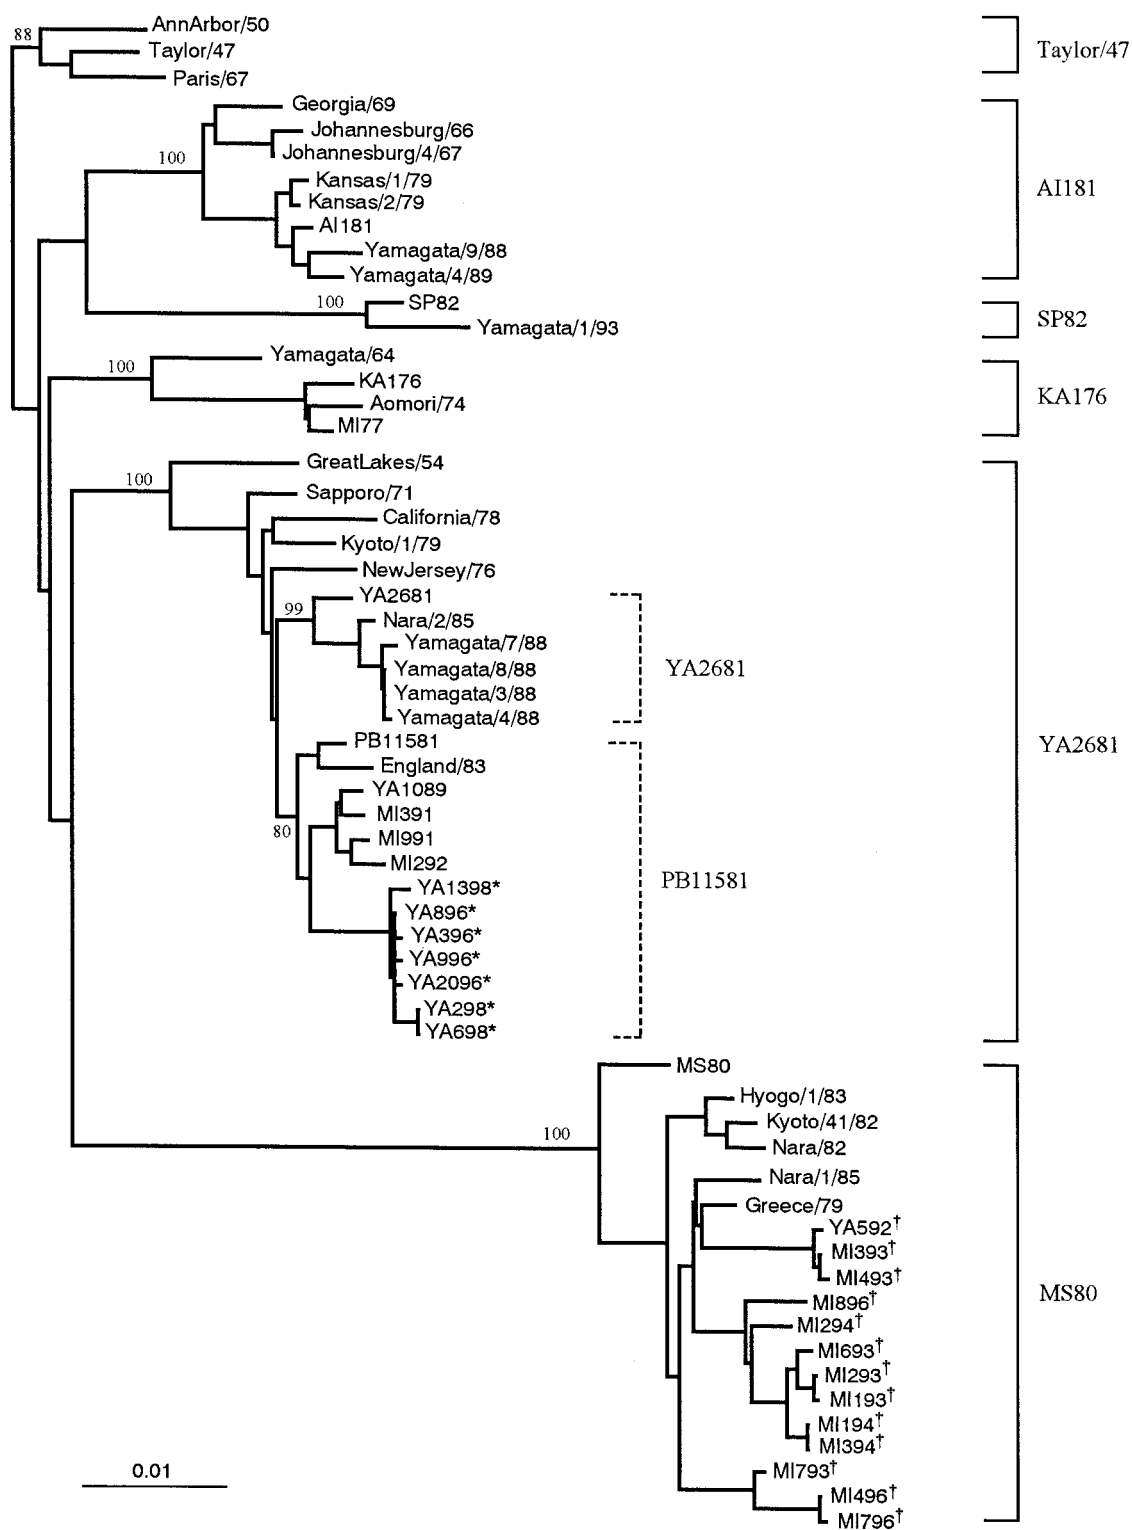 88
AnnArbor/50
Taylor/47
Paris/67
Taylor/47
Georgia/69
Johannesburg/66
Johannesburg/4/67
100
Kansas/1/79
Kansas/2/79
AI181
Yamagata/9/88
Yamagata/4/89
AI181
100
SP82
Yamagata/1/93
SP82
100
Yamagata/64
KA176
Aomori/74
MI77
KA176
GreatLakes/54
100
Sapporo/71
California/78
Kyoto/1/79
NewJersey/76
99
YA2681
Nara/2/85
Yamagata/7/88
Yamagata/8/88
Yamagata/3/88
Yamagata/4/88
YA2681
PB11581
England/83
YA1089
MI391
80
MI991
MI292
YA1398*
YA896*
YA396*
YA996*
YA2096*
YA298*
YA698*
PB11581
YA2681
MS80
Hyogo/1/83
Kyoto/41/82
100
Nara/82
Nara/1/85
Greece/79
YA592†
MI393†
MI493†
MI896†
MI294†
MI693†
MI293†
MI193†
MI194†
MI394†
MI793†
MI496†
MI796†
MS80
0.01